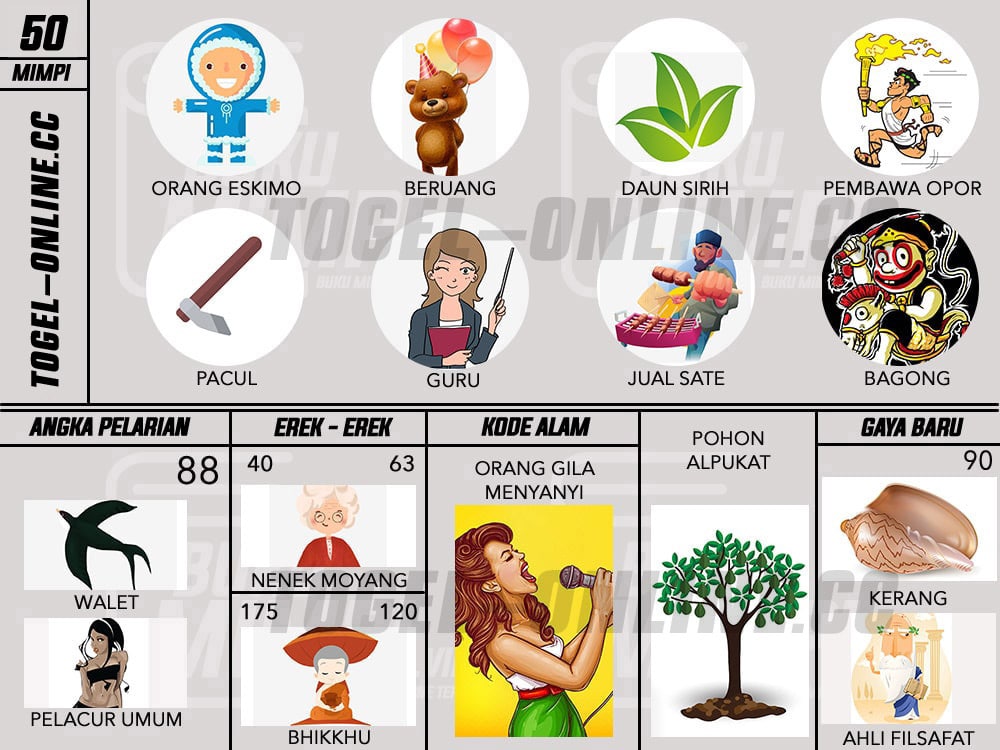 50
MIMPI
TOGEL-ONLINE.CC
ORANG ESKIMO
BERUANG
DAUN SIRIH
PEMBAWA OPOR
TOGEL-ONLINE.CC
PACUL
GURU
JUAL SATE
BAGONG
ANGKA PELARIAN
88
WALET
PELACUR UMUM
EREK - EREK
40 63
NENEK MOYANG
175 120
BHIKKHU
KODE ALAM
ORANG GILA
MENYANYI
POHON
ALPUKAT
GAYA BARU
90
KERANG
AHLI FILSAFAT
TOGEL-ONLINE.CC